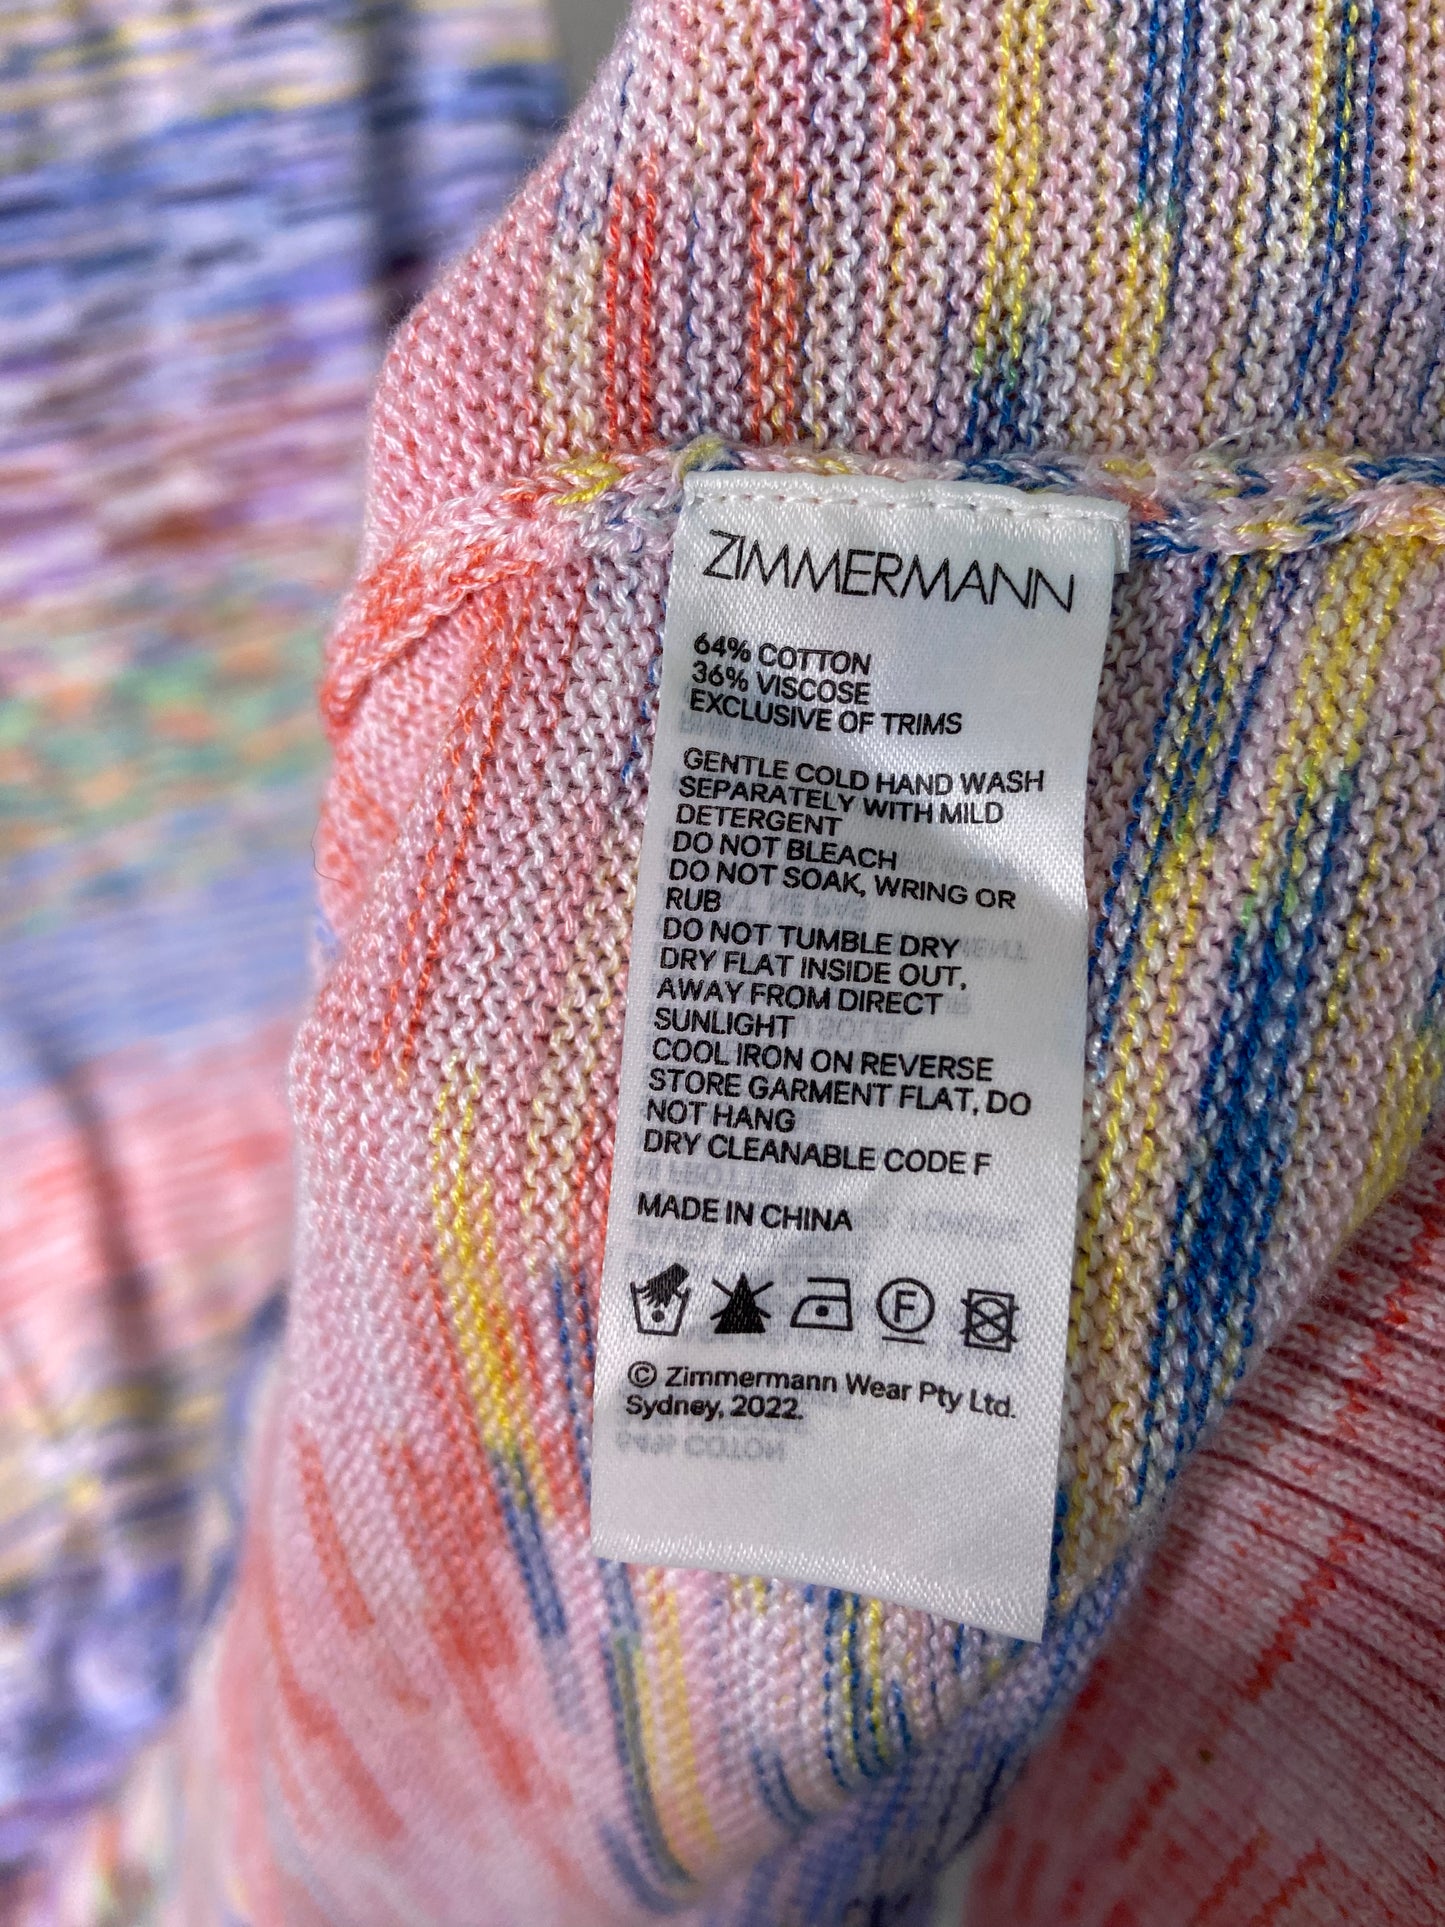 ZIMMERMANN
64% COTTON
36% VISCOSE
EXCLUSIVE OF TRIMS
GENTLE COLD HAND WASH
SEPARATELY WITH MILD
DETERGENT
DO NOT BLEACH
DO NOT SOAK, WRING OR
RUB
DO NOT TUMBLE DRY
DRY FLAT INSIDE OUT,
AWAY FROM DIRECT
SUNLIGHT
COOL IRON ON REVERSE
STORE GARMENT FLAT, DO
NOT HANG
DRY CLEANABLE CODE F
MADE IN CHINA
F
© Zimmermann Wear Pty Ltd.
Sydney, 2022.
64% COTON